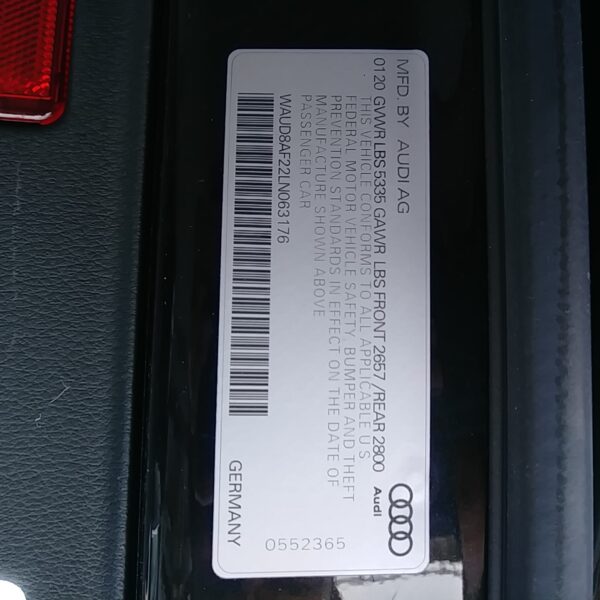 MFD. BY AUDI AG
0120 GVWR LBS 5335 GAWR LBS FRONT 2657 / REAR 2800
THIS VEHICLE CONFORMS TO ALL APPLICABLE U S
FEDERAL MOTOR VEHICLE SAFETY, BUMPER AND THEFT
PREVENTION STANDARDS IN EFFECT ON THE DATE OF
MANUFACTURE SHOWN ABOVE
PASSENGER CAR
WAUD8AF22LN063176
Audi
0552365
GERMANY